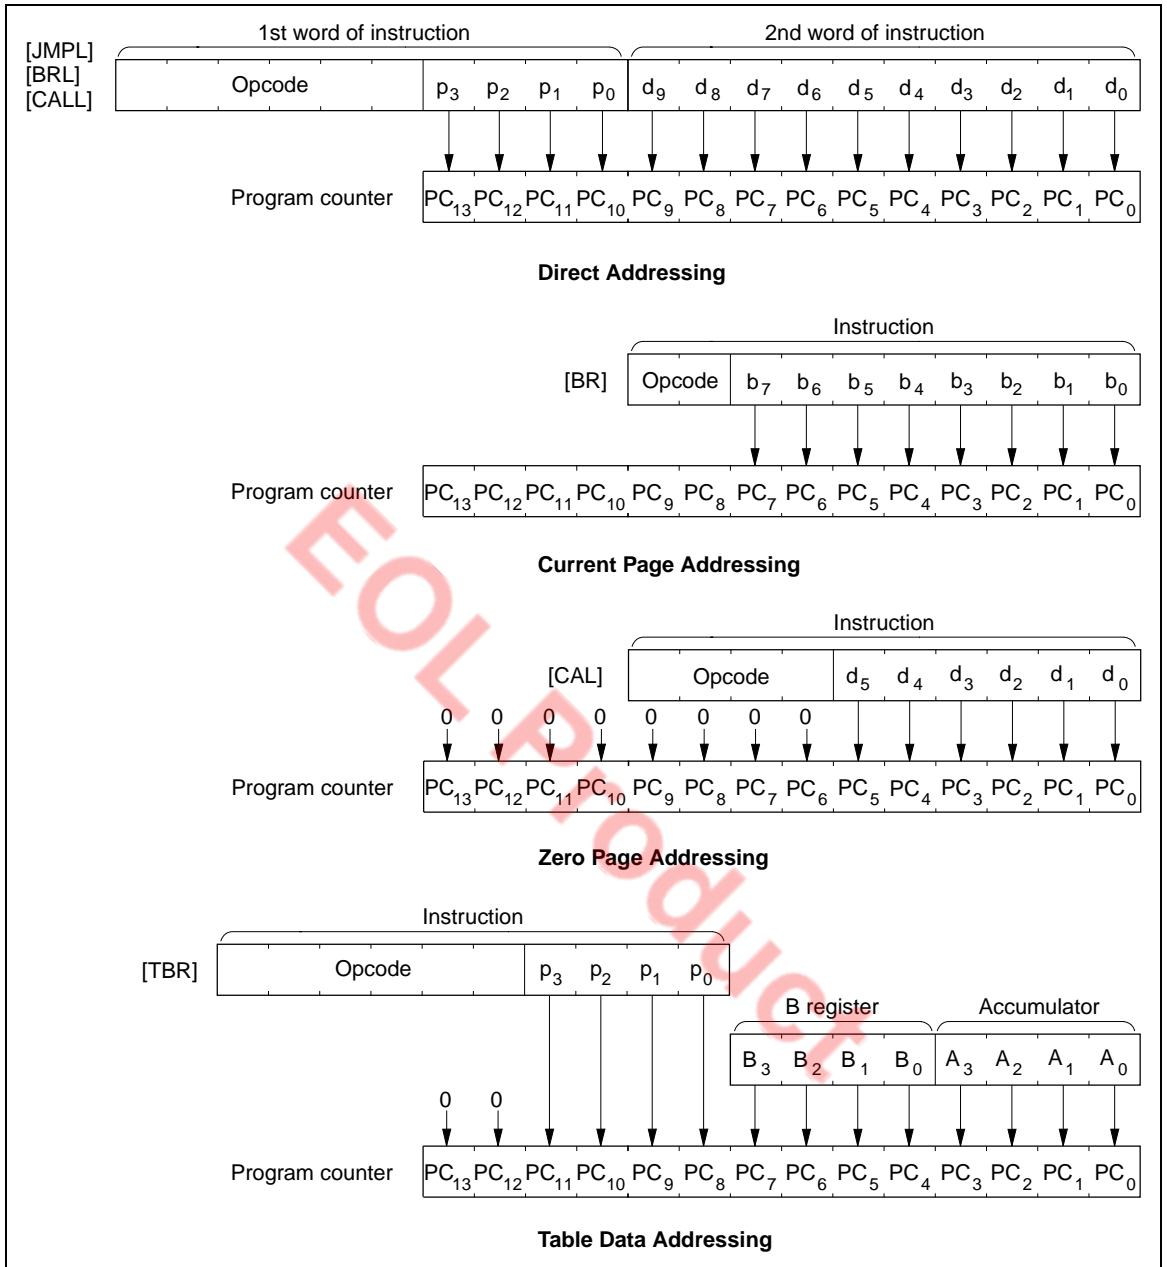 1st word of instruction 2nd word of instruction
[JMPL]
[BRL]
[CALL]
Opcode p3 p2 p1 p0 d9 d8 d7 d6 d5 d4 d3 d2 d1 d0
Program counter PC13 PC12 PC11 PC10 PC9 PC8 PC7 PC6 PC5 PC4 PC3 PC2 PC1 PC0
Direct Addressing
Instruction
[BR] Opcode b7 b6 b5 b4 b3 b2 b1 b0
Program counter PC13 PC12 PC11 PC10 PC9 PC8 PC7 PC6 PC5 PC4 PC3 PC2 PC1 PC0
Current Page Addressing
Instruction
[CAL] Opcode d5 d4 d3 d2 d1 d0
0 0 0 0 0 0 0 0
Program counter PC13 PC12 PC11 PC10 PC9 PC8 PC7 PC6 PC5 PC4 PC3 PC2 PC1 PC0
Zero Page Addressing
Instruction
[TBR] Opcode p3 p2 p1 p0
B register Accumulator
B3 B2 B1 B0 A3 A2 A1 A0
0 0
Program counter PC13 PC12 PC11 PC10 PC9 PC8 PC7 PC6 PC5 PC4 PC3 PC2 PC1 PC0
Table Data Addressing
EOL Product